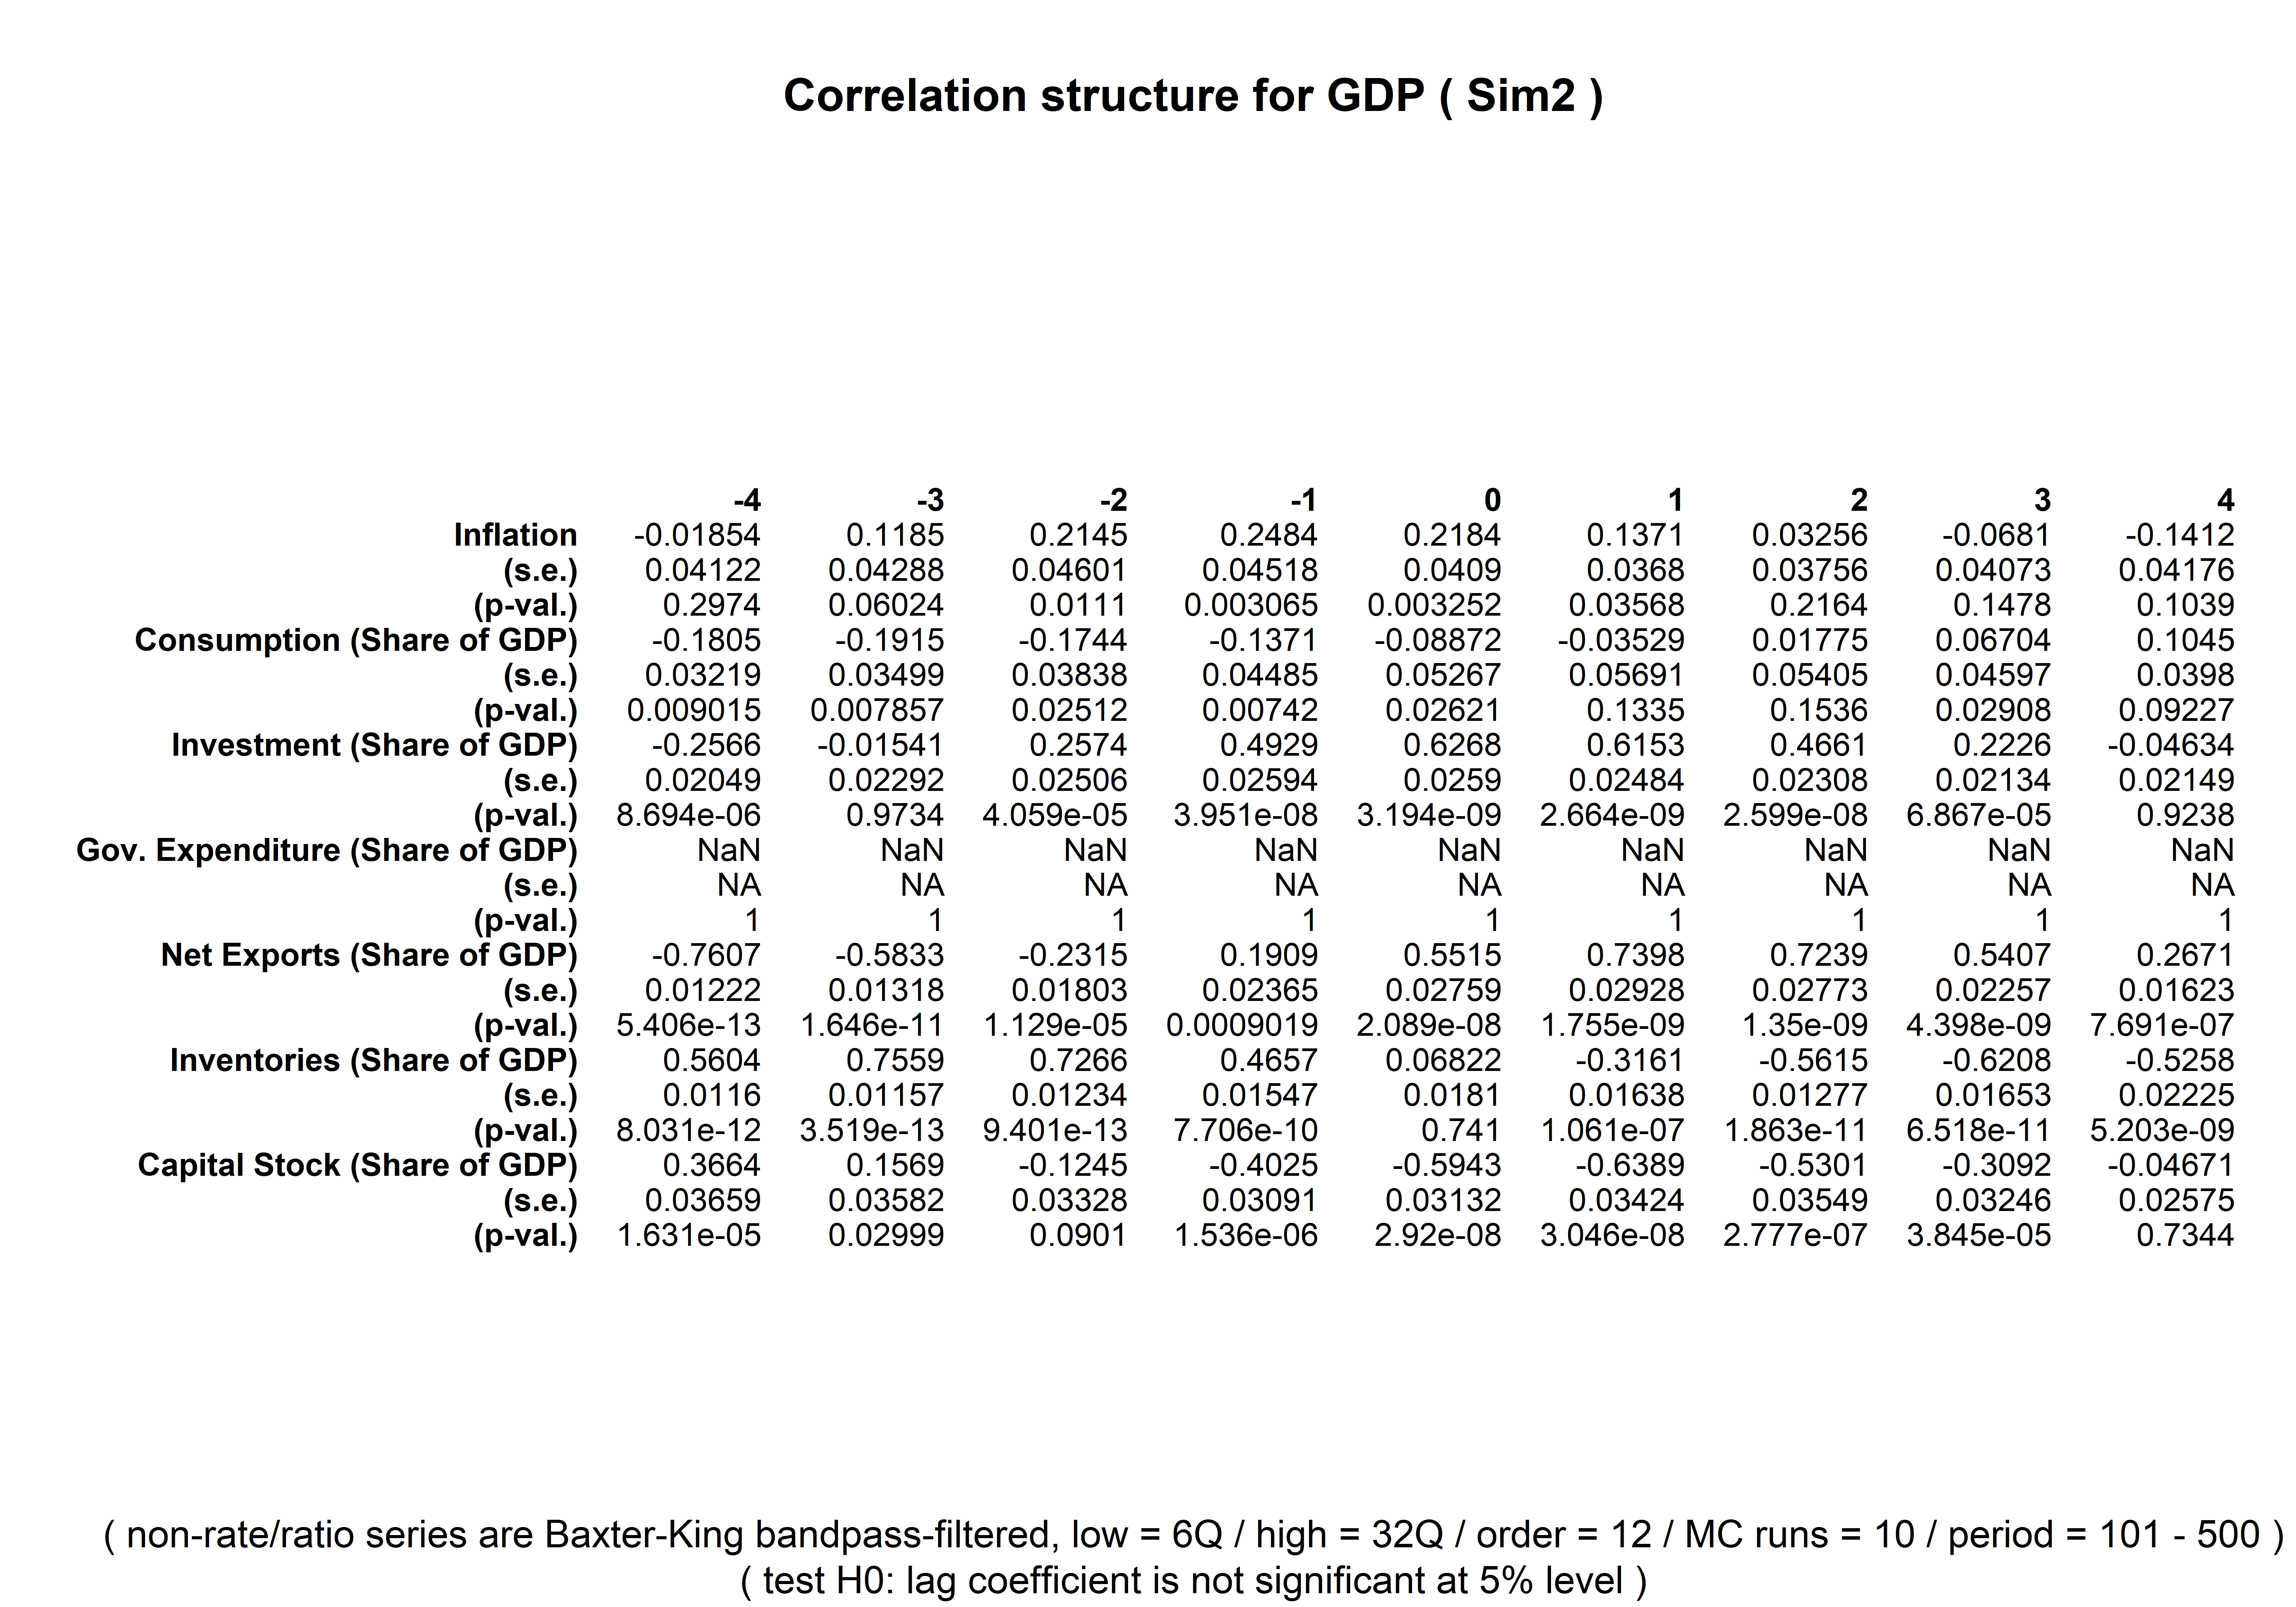 Correlation structure for GDP ( Sim2 )
-4 -3 -2 -1 0 1 2 3 4
Inflation -0.01854 0.1185 0.2145 0.2484 0.2184 0.1371 0.03256 -0.0681 -0.1412
(s.e.) 0.04122 0.04288 0.04601 0.04518 0.0409 0.0368 0.03756 0.04073 0.04176
(p-val.) 0.2974 0.06024 0.0111 0.003065 0.003252 0.03568 0.2164 0.1478 0.1039
Consumption (Share of GDP) -0.1805 -0.1915 -0.1744 -0.1371 -0.08872 -0.03529 0.01775 0.06704 0.1045
(s.e.) 0.03219 0.03499 0.03838 0.04485 0.05267 0.05691 0.05405 0.04597 0.0398
(p-val.) 0.009015 0.007857 0.02512 0.00742 0.02621 0.1335 0.1536 0.02908 0.09227
Investment (Share of GDP) -0.2566 -0.01541 0.2574 0.4929 0.6268 0.6153 0.4661 0.2226 -0.04634
(s.e.) 0.02049 0.02292 0.02506 0.02594 0.0259 0.02484 0.02308 0.02134 0.02149
(p-val.) 8.694e-06 0.9734 4.059e-05 3.951e-08 3.194e-09 2.664e-09 2.599e-08 6.867e-05 0.9238
Gov. Expenditure (Share of GDP) NaN NaN NaN NaN NaN NaN NaN NaN NaN
(s.e.) NA NA NA NA NA NA NA NA NA
(p-val.) 1 1 1 1 1 1 1 1 1
Net Exports (Share of GDP) -0.7607 -0.5833 -0.2315 0.1909 0.5515 0.7398 0.7239 0.5407 0.2671
(s.e.) 0.01222 0.01318 0.01803 0.02365 0.02759 0.02928 0.02773 0.02257 0.01623
(p-val.) 5.406e-13 1.646e-11 1.129e-05 0.0009019 2.089e-08 1.755e-09 1.35e-09 4.398e-09 7.691e-07
Inventories (Share of GDP) 0.5604 0.7559 0.7266 0.4657 0.06822 -0.3161 -0.5615 -0.6208 -0.5258
(s.e.) 0.0116 0.01157 0.01234 0.01547 0.0181 0.01638 0.01277 0.01653 0.02225
(p-val.) 8.031e-12 3.519e-13 9.401e-13 7.706e-10 0.741 1.061e-07 1.863e-11 6.518e-11 5.203e-09
Capital Stock (Share of GDP) 0.3664 0.1569 -0.1245 -0.4025 -0.5943 -0.6389 -0.5301 -0.3092 -0.04671
(s.e.) 0.03659 0.03582 0.03328 0.03091 0.03132 0.03424 0.03549 0.03246 0.02575
(p-val.) 1.631e-05 0.02999 0.0901 1.536e-06 2.92e-08 3.046e-08 2.777e-07 3.845e-05 0.7344
( non-rate/ratio series are Baxter-King bandpass-filtered, low = 6Q / high = 32Q / order = 12 / MC runs = 10 / period = 101 - 500 )
( test H0: lag coefficient is not significant at 5% level )